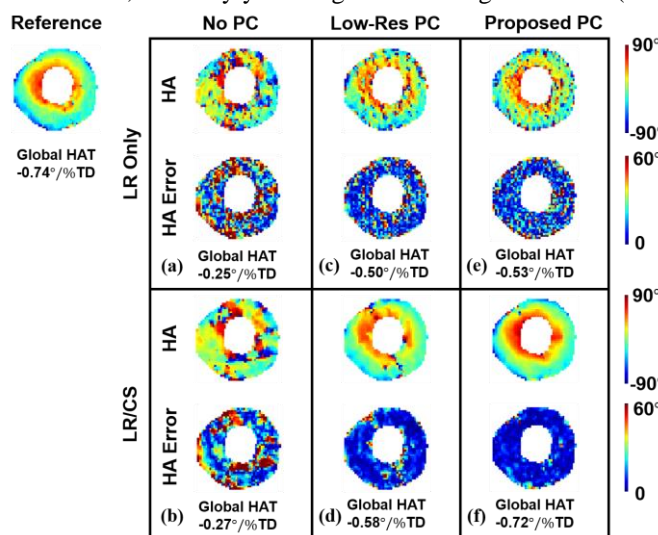 Reference
No PC
Low-Res PC
Proposed PC
LR Only
HA
90°
-90°
Global HAT
-0.74°/%TD
HA Error
60°
0
(a)
Global HAT
-0.25°/%TD
(c)
Global HAT
-0.50°/%TD
(e)
Global HAT
-0.53°/%TD
LR/CS
HA
90°
-90°
HA Error
60°
0
(b)
Global HAT
-0.27°/%TD
(d)
Global HAT
-0.58°/%TD
(f)
Global HAT
-0.72°/%TD